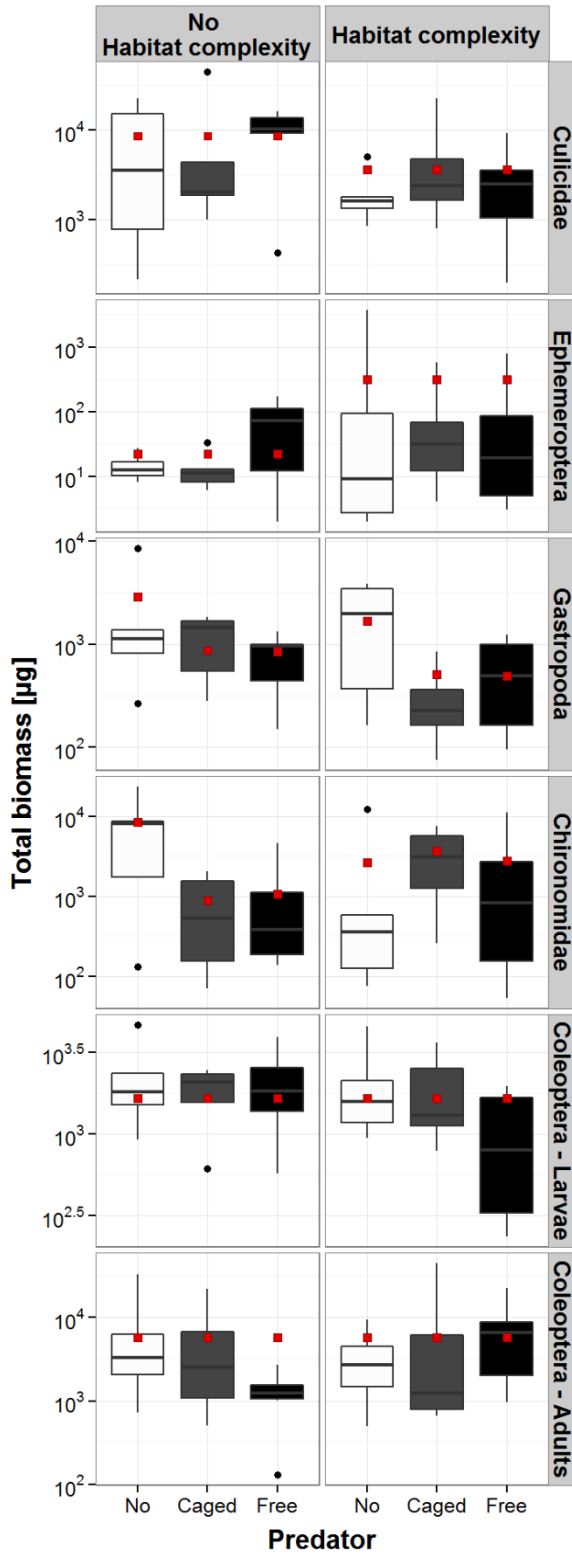 No
Habitat complexity
Habitat complexity
Total biomass [µg]
10^4
10^3
Culicidae
10^3
10^2
10^1
Ephemeroptera
10^4
10^3
10^2
Gastropoda
10^4
10^3
10^2
Chironomidae
10^3.5
10^3
10^2.5
Coleoptera - Larvae
10^4
10^3
10^2
Coleoptera - Adults
No Caged Free No Caged Free
Predator